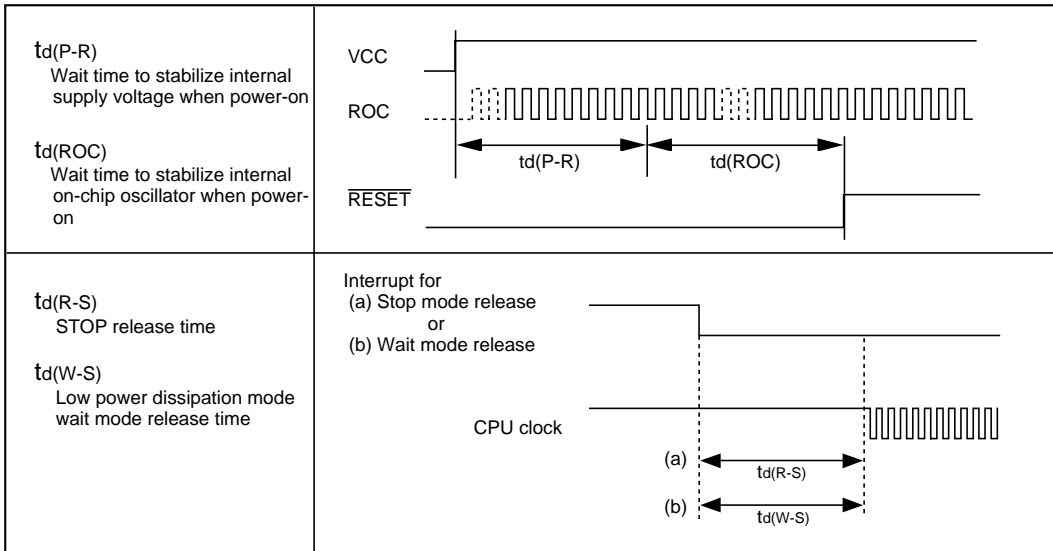 td(P-R)
Wait time to stabilize internal
supply voltage when power-on
td(ROC)
Wait time to stabilize internal
on-chip oscillator when power-
on
VCC
ROC
td(P-R)
td(ROC)
RESET
td(R-S)
STOP release time
td(W-S)
Low power dissipation mode
wait mode release time
Interrupt for
(a) Stop mode release
or
(b) Wait mode release
CPU clock
(a)
td(R-S)
(b)
td(W-S)